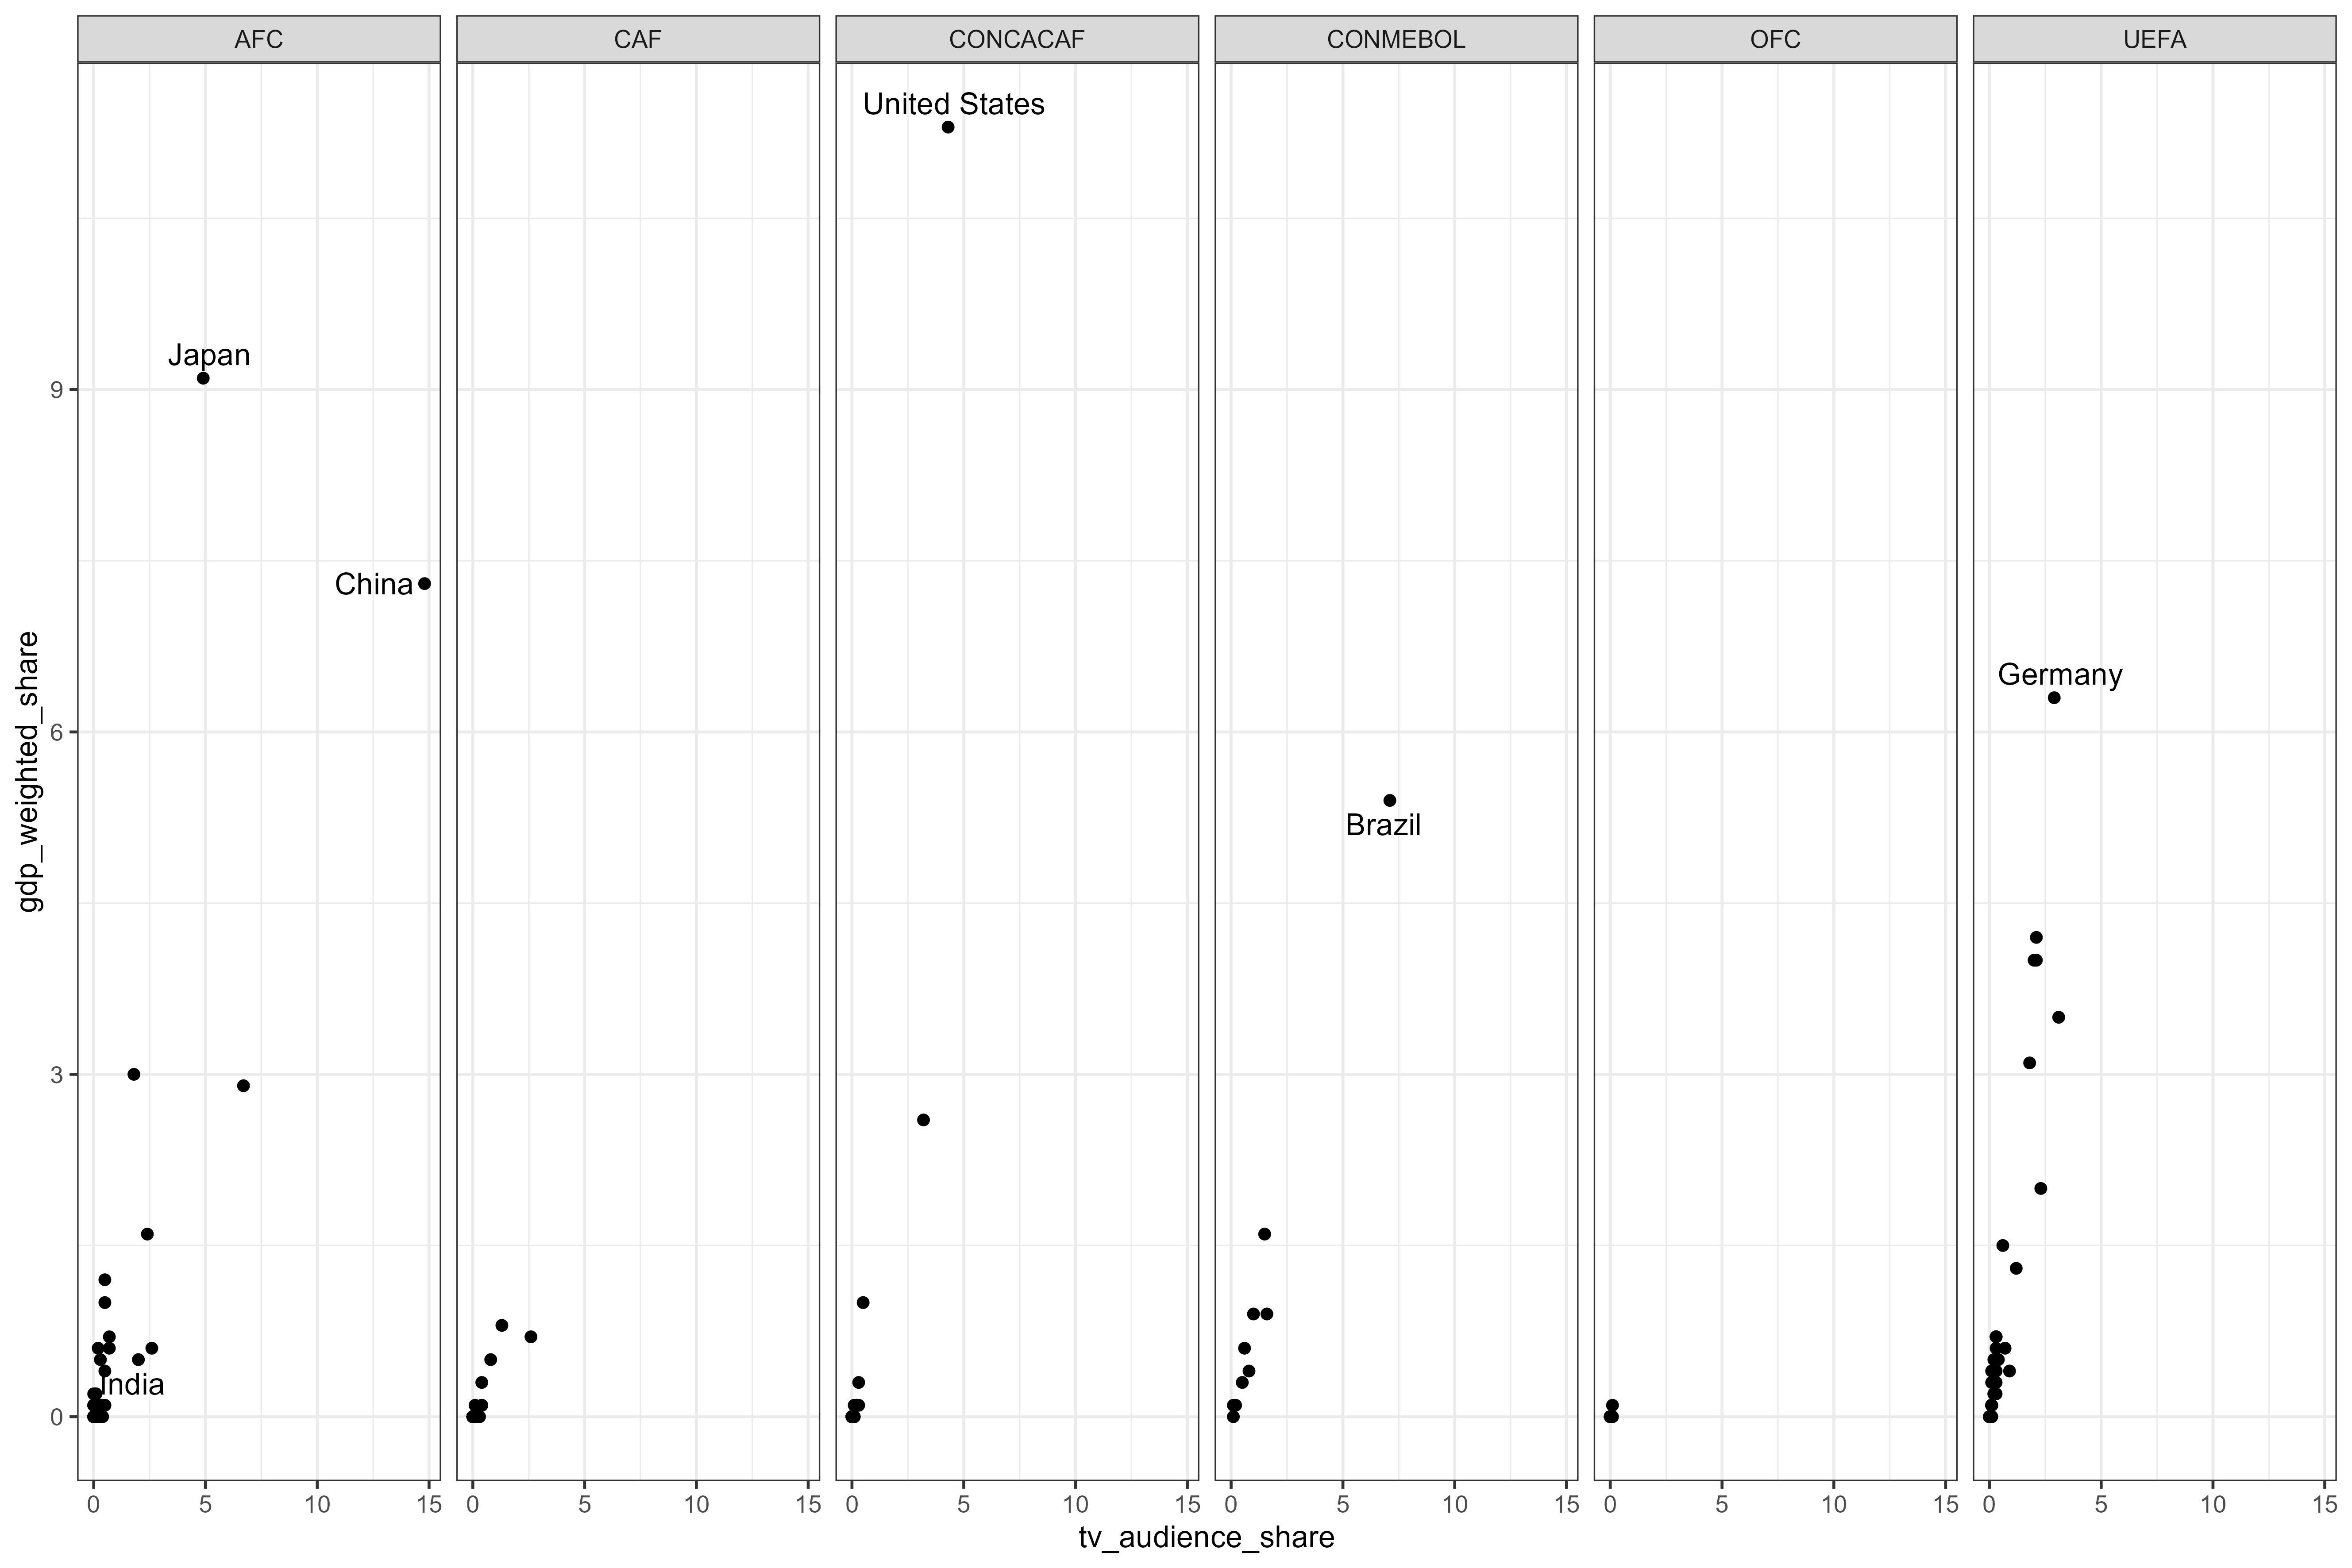 AFC CAF CONCACAF CONMEBOL OFC UEFA
United States
Japan
9
China
Germany
6
Brazil
gdp_weighted_share
3
India
0
0 5 10 15 0 5 10 15 0 5 10 15 0 5 10 15 0 5 10 15 0 5 10 15
tv_audience_share